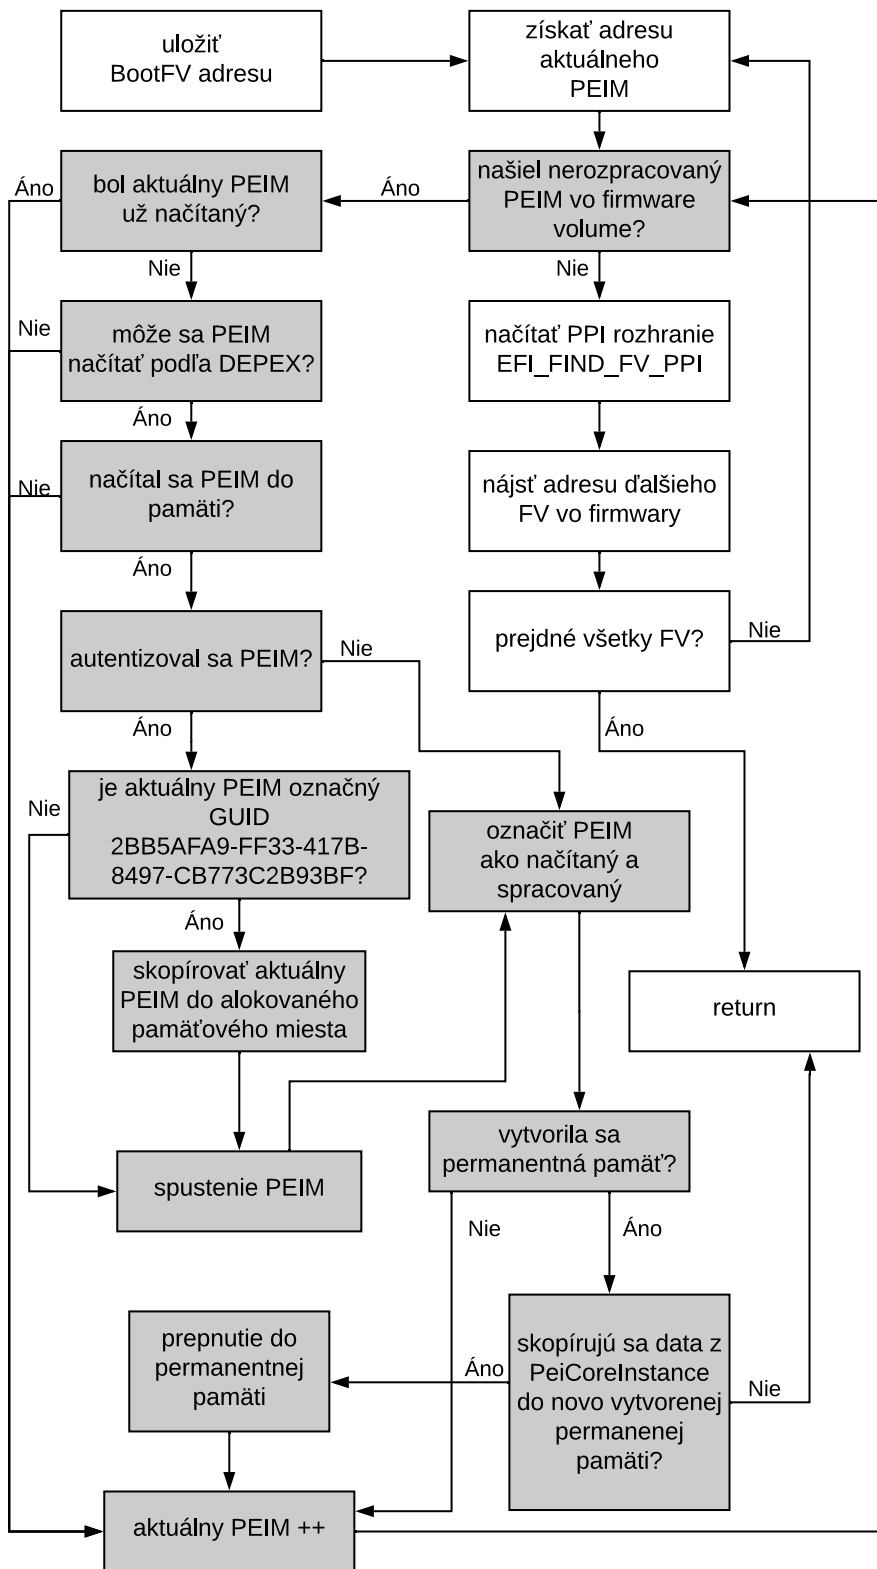 uložiť
BootFV adresu
získať adresu
aktuálneho
PEIM
Áno
bol aktuálny PEIM
už načítaný?
Áno
našiel nerozpracovaný
PEIM vo firmware
volume?
Nie
Nie
Nie
môže sa PEIM
načítať podľa DEPEX?
načítať PPI rozhranie
EFI_FIND_FV_PPI
Áno
Nie
načítal sa PEIM do
pamäti?
nájsť adresu ďalšieho
FV vo firmwary
Áno
autentizoval sa PEIM?
Nie
prejdné všetky FV?
Nie
Áno
Áno
Nie
je aktuálny PEIM označný
GUID
2BB5AFA9-FF33-417B-
8497-CB773C2B93BF?
označiť PEIM
ako načítaný a
spracovaný
Áno
skopírovať aktuálny
PEIM do alokovaného
pamäťového miesta
return
vytvorila sa
permanentná pamäť?
spustenie PEIM
Nie
Áno
prepnutie do
permanentnej
pamäti
Áno
skopírujú sa data z
PeiCoreInstance
do novo vytvorenej
permanenej
pamäti?
Nie
aktuálny PEIM ++